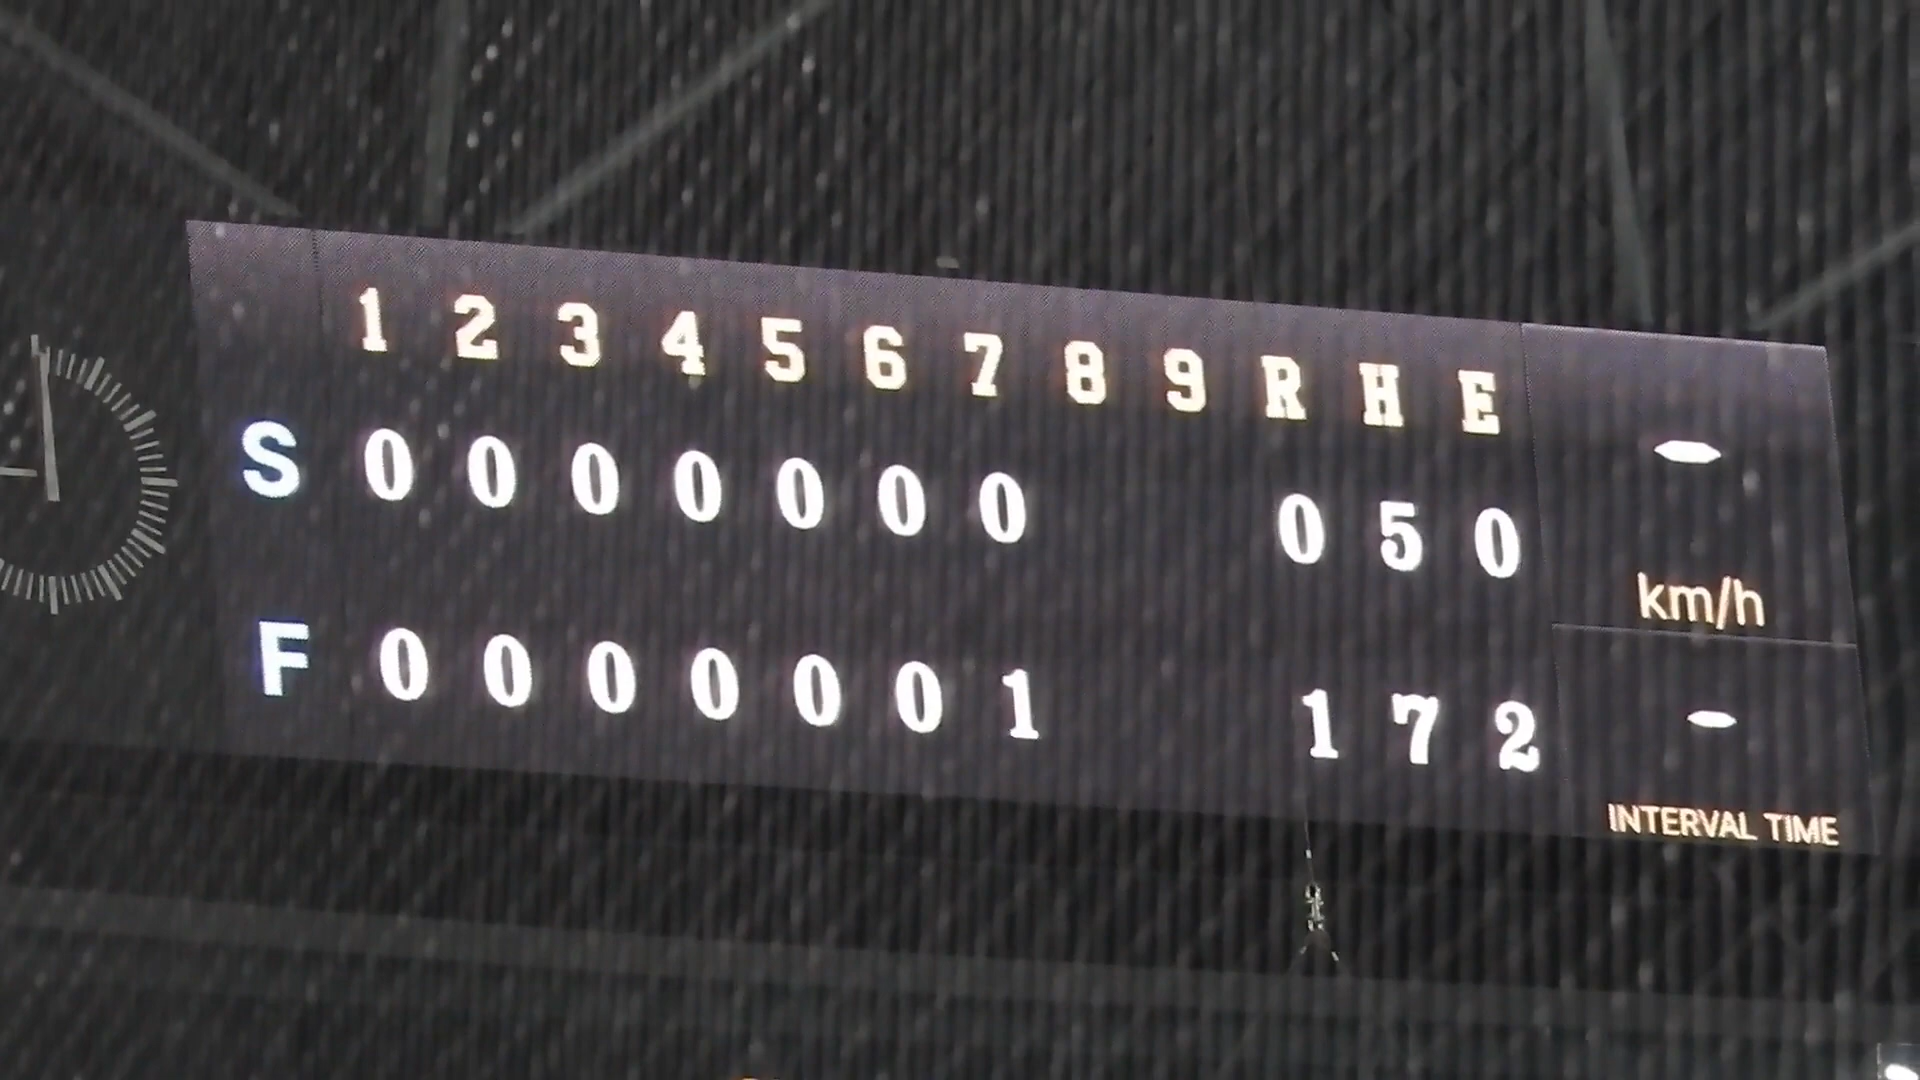 1 2 3 4 5 6 7 8 9 R H E
S 0 0 0 0 0 0 0 0 5 0
F 0 0 0 0 0 0 1 1 7 2
-
km/h
-
INTERVAL TIME